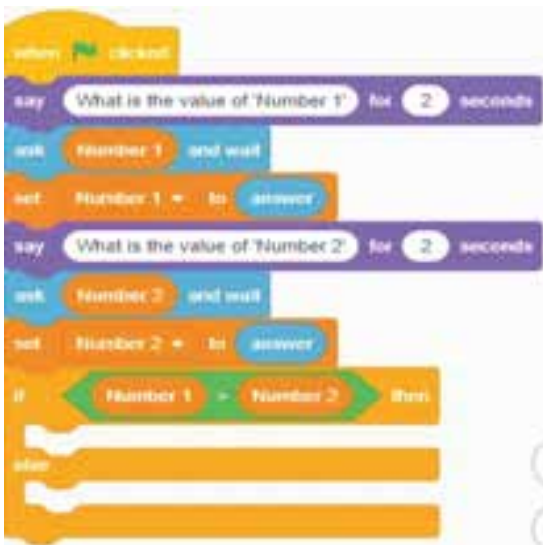 when clicked
say What is the value of 'Number 1' for 2 seconds
ask Number 1 and wait
set Number 1 to answer
say What is the value of 'Number 2' for 2 seconds
ask Number 2 and wait
set Number 2 to answer
if Number 1 Number 2 then
else